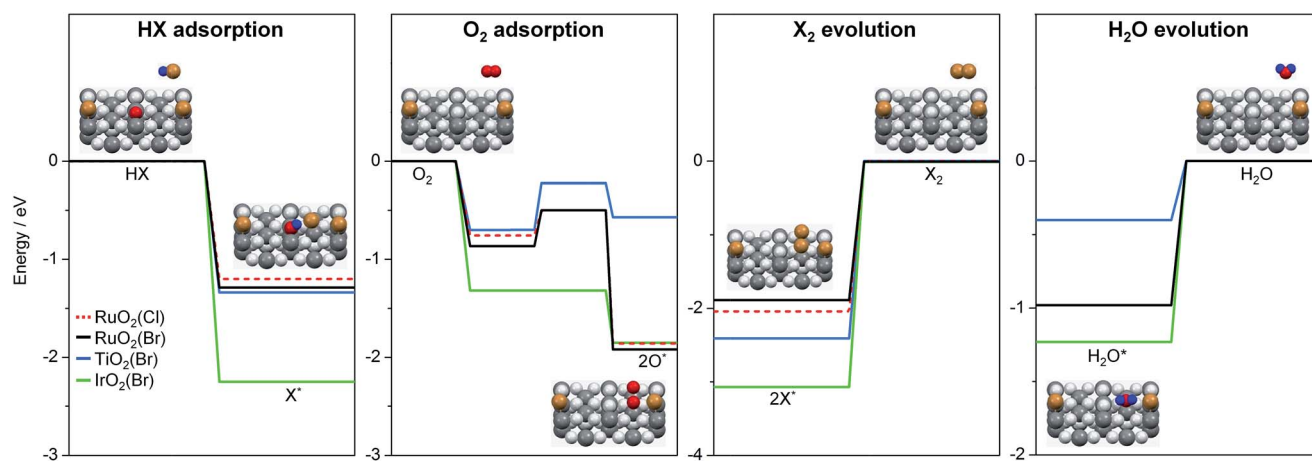 HX adsorption
O₂ adsorption
X₂ evolution
H₂O evolution
Energy / eV
0
-1
-2
-3
HX
X*
RuO₂(Cl)
RuO₂(Br)
TiO₂(Br)
IrO₂(Br)
0
-1
-2
-3
O₂
2O*
0
-2
-4
X₂
2X*
0
-1
-2
H₂O
H₂O*